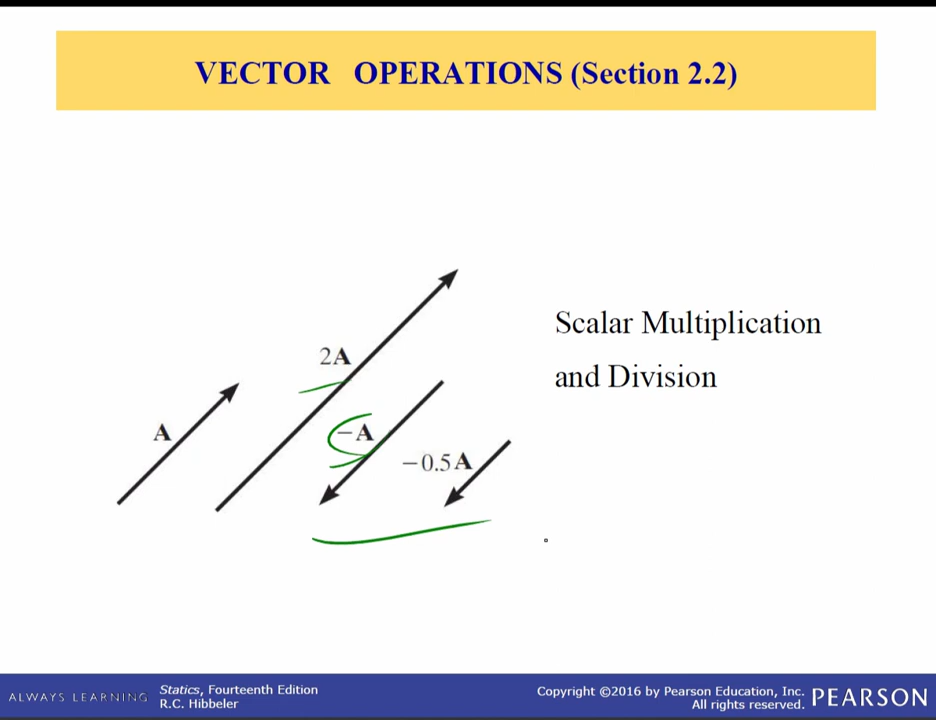 VECTOR OPERATIONS (Section 2.2)
2A
A
−A
−0.5A
Scalar Multiplication
and Division
ALWAYS LEARNING
Statics, Fourteenth Edition
R.C. Hibbeler
Copyright ©2016 by Pearson Education, Inc.
All rights reserved.
PEARSON